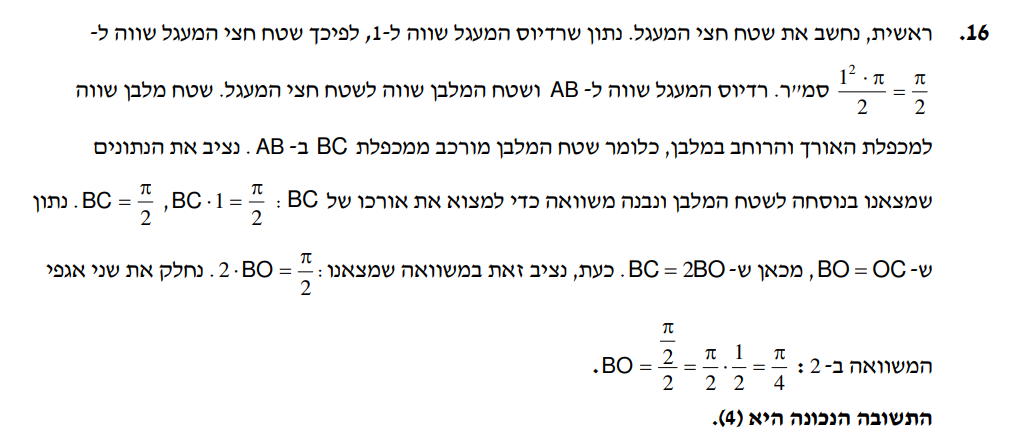 16. ראשית, נחשב את שטח חצי המעגל. נתון שרדיוס המעגל שווה ל-1, לפיכך שטח חצי המעגל שווה ל-
$\frac{1^2 \cdot \pi}{2} = \frac{\pi}{2}$ סמ״ר. רדיוס המעגל שווה ל- AB ושטח המלבן שווה לשטח חצי המעגל. שטח מלבן שווה
למכפלת האורך והרוחב במלבן, כלומר שטח המלבן מורכב ממכפלת BC ב- AB. נציב את הנתונים
שמצאנו בנוסחה לשטח המלבן ונבנה משוואה כדי למצוא את אורכו של BC : $BC \cdot 1 = \frac{\pi}{2}$, $BC = \frac{\pi}{2}$. נתון
ש- BO = OC, מכאן ש- BC = 2BO. כעת, נציב זאת במשוואה שמצאנו: $2 \cdot BO = \frac{\pi}{2}$. נחלק את שני אגפי
המשוואה ב- 2 : $BO = \frac{\frac{\pi}{2}}{2} = \frac{\pi}{2} \cdot \frac{1}{2} = \frac{\pi}{4}$.
התשובה הנכונה היא (4).